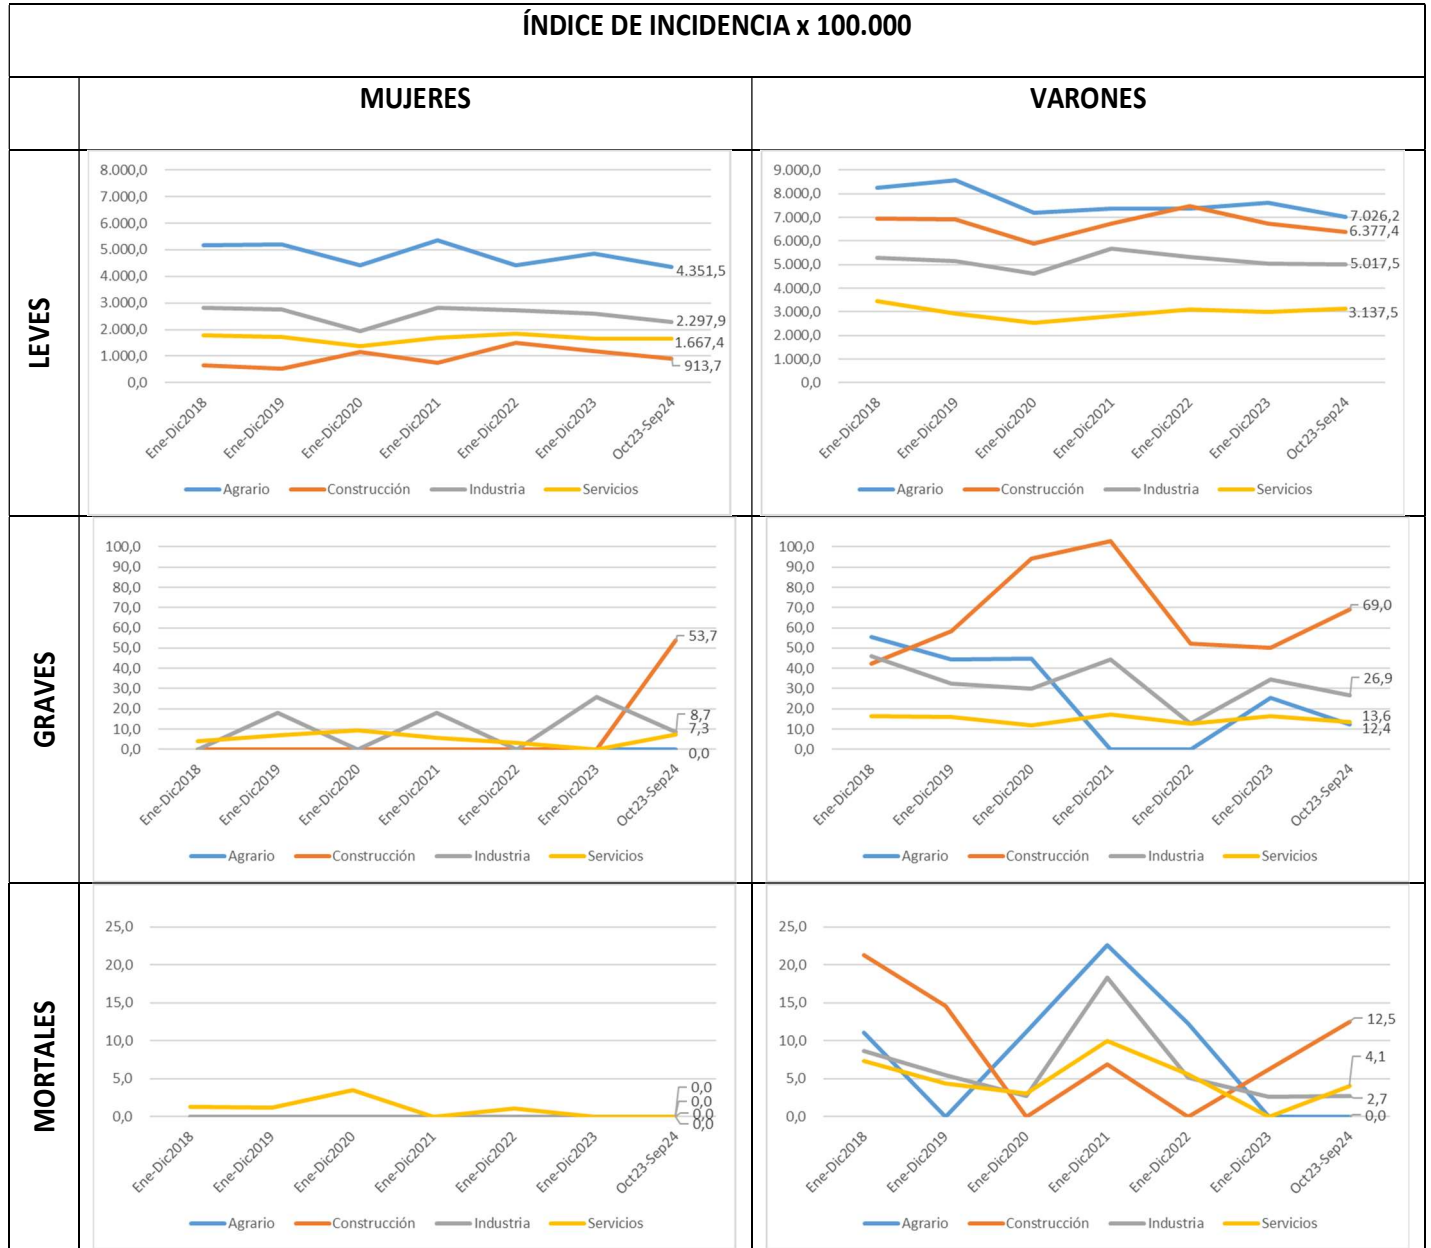 ÍNDICE DE INCIDENCIA x 100.000
MUJERES
VARONES
LEVES
8.000,0
7.000,0
6.000,0
5.000,0
4.000,0
3.000,0
2.000,0
1.000,0
0,0
4.351,5
2.297,9
1.667,4
913,7
Ene-Dic2018
Ene-Dic2019
Ene-Dic2020
Ene-Dic2021
Ene-Dic2022
Ene-Dic2023
Oct23-Sep24
Agrario Construcción Industria Servicios
9.000,0
8.000,0
7.000,0
6.000,0
5.000,0
4.000,0
3.000,0
2.000,0
1.000,0
0,0
7.026,2
6.377,4
5.017,5
3.137,5
Ene-Dic2018
Ene-Dic2019
Ene-Dic2020
Ene-Dic2021
Ene-Dic2022
Ene-Dic2023
Oct23-Sep24
Agrario Construcción Industria Servicios
GRAVES
100,0
90,0
80,0
70,0
60,0
50,0
40,0
30,0
20,0
10,0
0,0
53,7
8,7
7,3
0,0
Ene-Dic2018
Ene-Dic2019
Ene-Dic2020
Ene-Dic2021
Ene-Dic2022
Ene-Dic2023
Oct23-Sep24
Agrario Construcción Industria Servicios
100,0
90,0
80,0
70,0
60,0
50,0
40,0
30,0
20,0
10,0
0,0
69,0
26,9
13,6
12,4
Ene-Dic2018
Ene-Dic2019
Ene-Dic2020
Ene-Dic2021
Ene-Dic2022
Ene-Dic2023
Oct23-Sep24
Agrario Construcción Industria Servicios
MORTALES
25,0
20,0
15,0
10,0
5,0
0,0
0,0
0,0
0,0
0,0
Ene-Dic2018
Ene-Dic2019
Ene-Dic2020
Ene-Dic2021
Ene-Dic2022
Ene-Dic2023
Oct23-Sep24
Agrario Construcción Industria Servicios
25,0
20,0
15,0
10,0
5,0
0,0
12,5
4,1
2,7
0,0
Ene-Dic2018
Ene-Dic2019
Ene-Dic2020
Ene-Dic2021
Ene-Dic2022
Ene-Dic2023
Oct23-Sep24
Agrario Construcción Industria Servicios